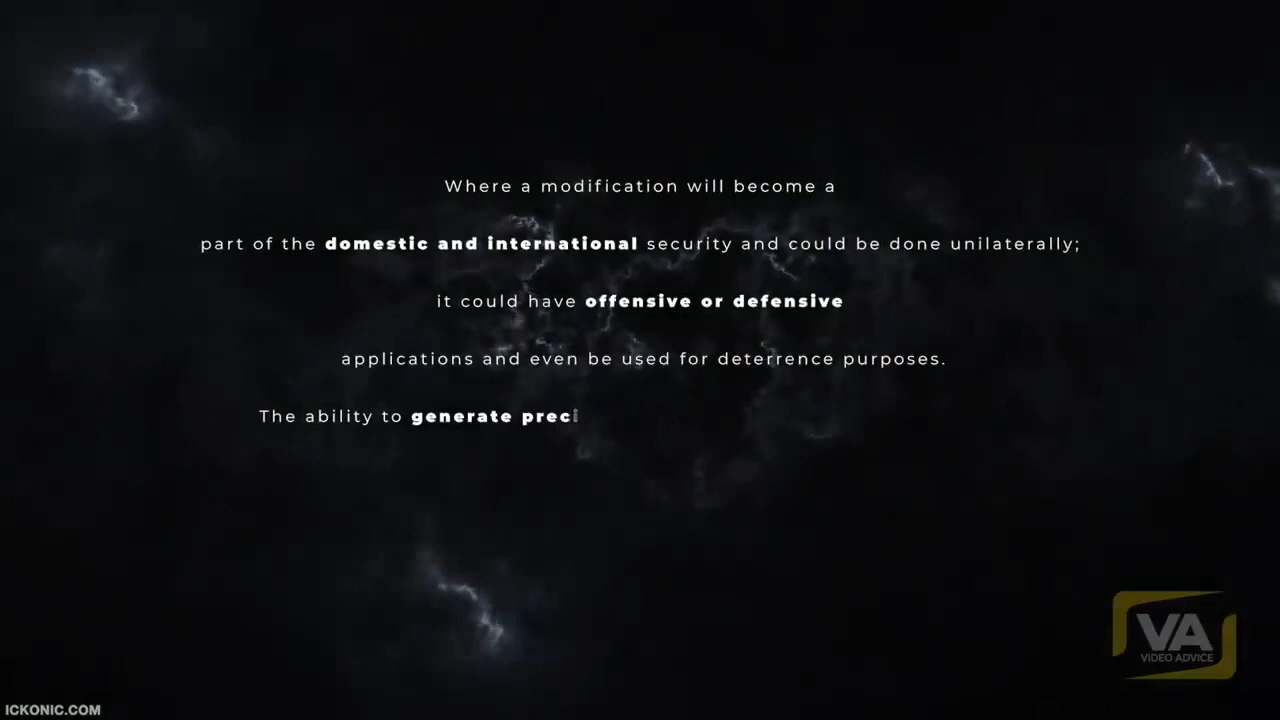 Where a modification will become a
part of the domestic and international security and could be done unilaterally;
it could have offensive or defensive
applications and even be used for deterrence purposes.
The ability to generate preci
VA
VIDEO ADVICE
ICKONIC.COM